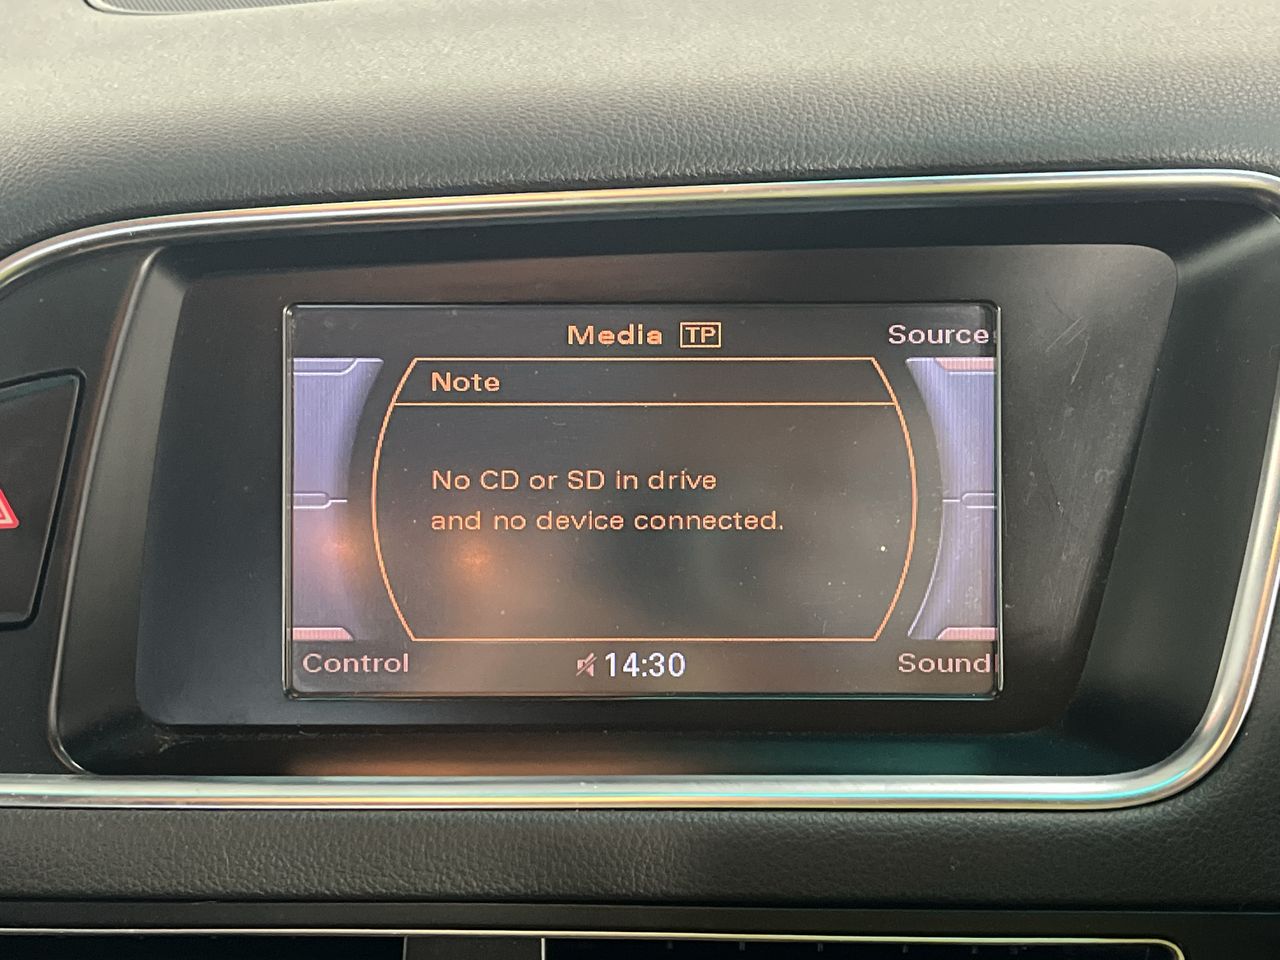 Media TP
Source
Note
No CD or SD in drive
and no device connected.
Control
14:30
Sound